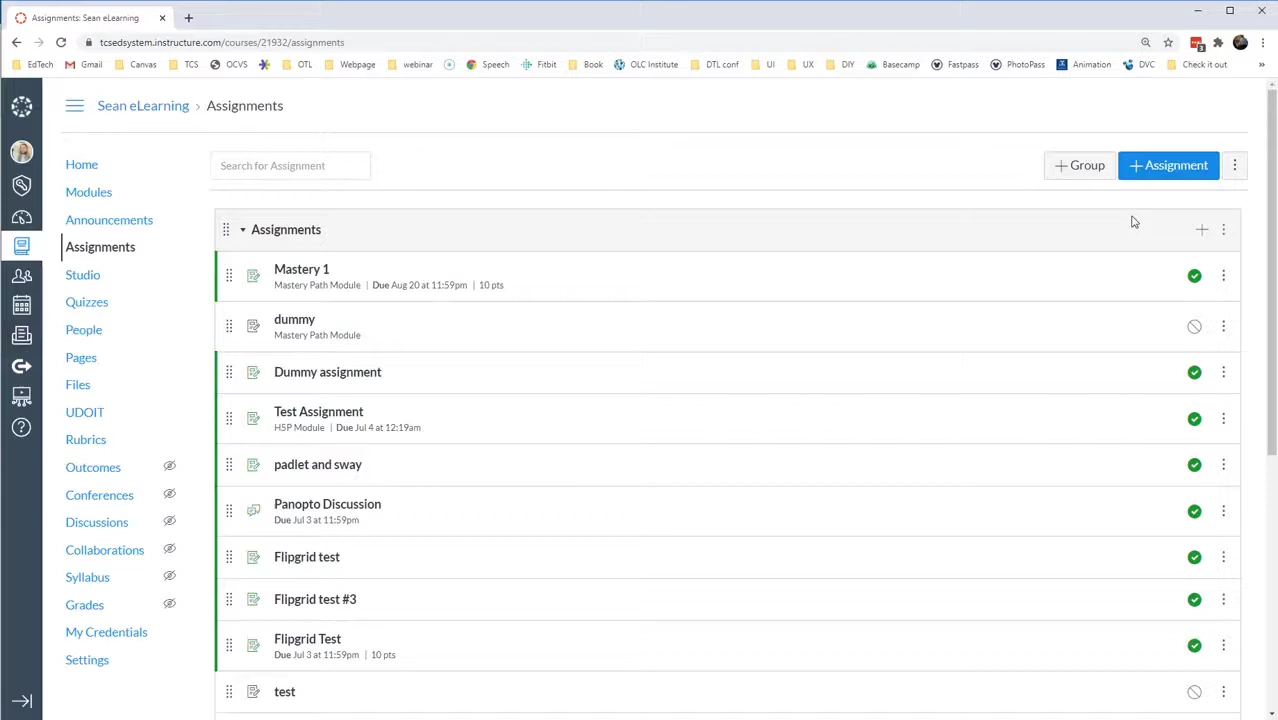 Assignments: Sean eLearning
tcsedsystem.instructure.com/courses/21932/assignments
EdTech Gmail Canvas TCS OCVS OTL Webpage webinar Speech Fitbit Book OLC Institute DTL conf UI UX DIY Basecamp Fastpass PhotoPass Animation DVC Check it out »
3
Sean eLearning › Assignments
Home
Modules
Announcements
Assignments
Studio
Quizzes
People
Pages
Files
UDOIT
Rubrics
Outcomes
Conferences
Discussions
Collaborations
Syllabus
Grades
My Credentials
Settings
Search for Assignment
+ Group
+ Assignment
Assignments
Mastery 1
Mastery Path Module | Due Aug 20 at 11:59pm | 10 pts
dummy
Mastery Path Module
Dummy assignment
Test Assignment
H5P Module | Due Jul 4 at 12:19am
padlet and sway
Panopto Discussion
Due Jul 3 at 11:59pm
Flipgrid test
Flipgrid test #3
Flipgrid Test
Due Jul 3 at 11:59pm | 10 pts
test